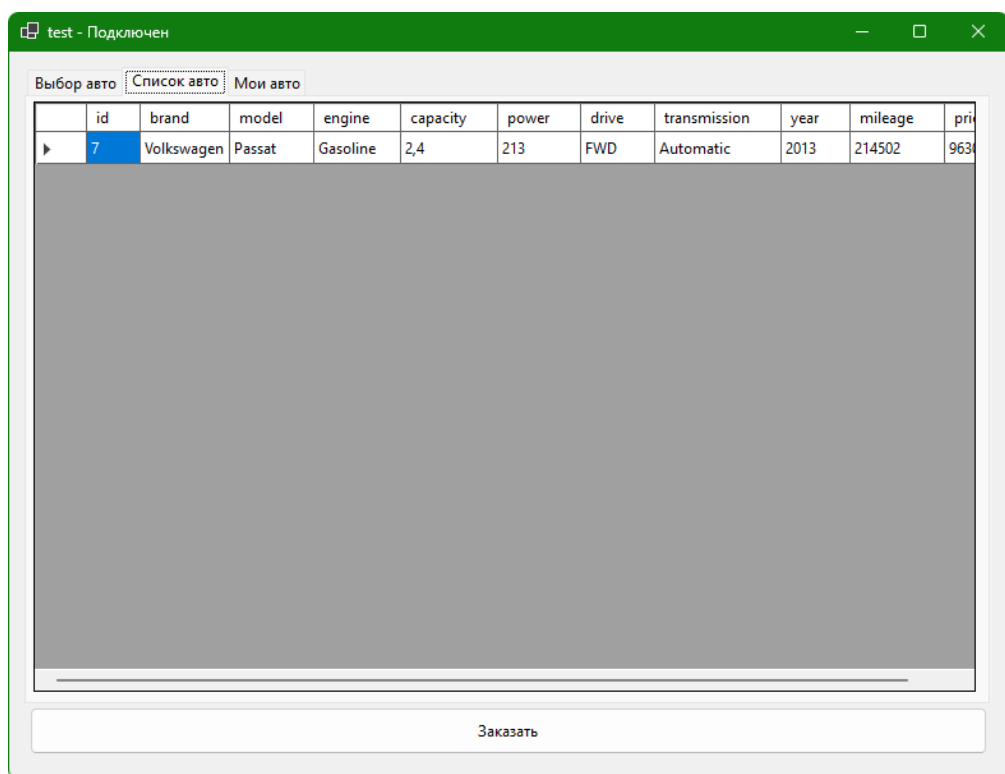 test - Подключен
Выбор авто Список авто Мои авто
id brand model engine capacity power drive transmission year mileage
7 Volkswagen Passat Gasoline 2,4 213 FWD Automatic 2013 214502
Заказать